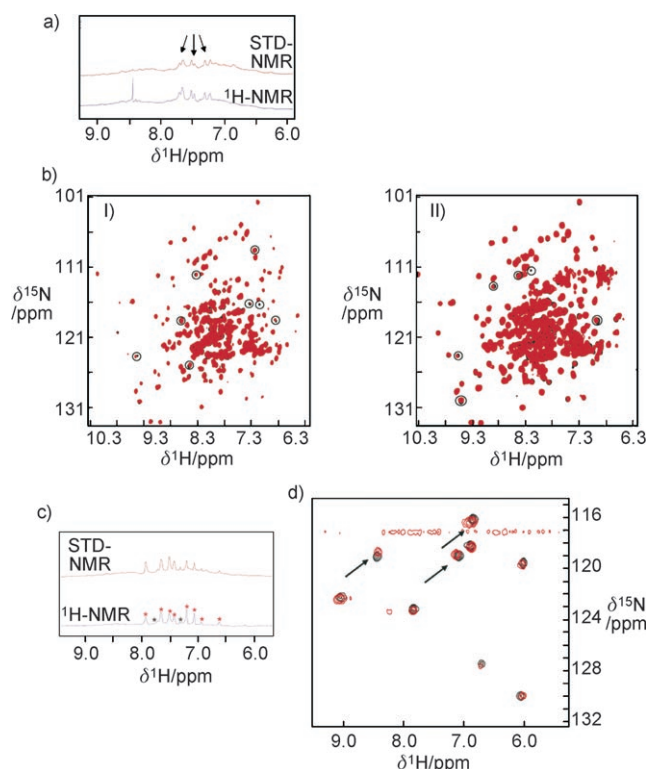 a)
STD-
NMR
¹H-NMR
9.0 8.0 7.0 6.0
δ¹H/ppm
b)
I)
101
111
121
131
δ¹⁵N
/ppm
10.3 9.3 8.3 7.3 6.3
δ¹H/ppm
II)
101
111
121
131
10.3 9.3 8.3 7.3 6.3
δ¹H/ppm
c)
STD-
NMR
¹H-NMR
9.0 8.0 7.0 6.0
δ¹H/ppm
d)
116
120
124
128
132
δ¹⁵N
/ppm
9.0 8.0 7.0 6.0
δ¹H/ppm